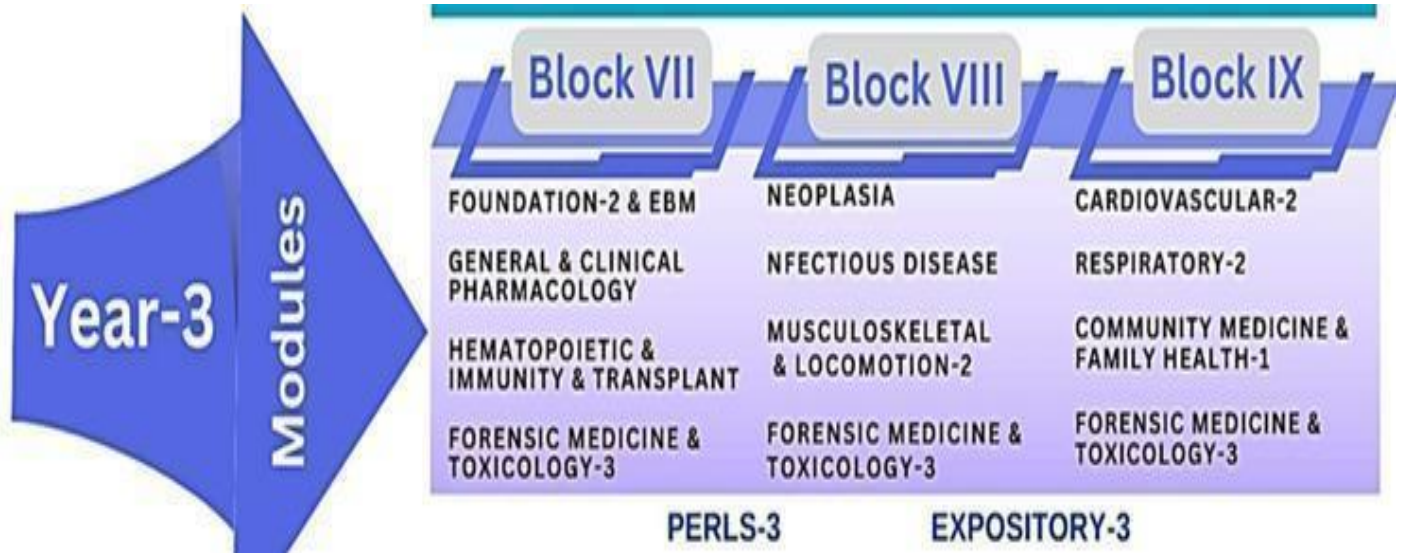 Year-3
Modules
Block VII
FOUNDATION-2 & EBM
GENERAL & CLINICAL
PHARMACOLOGY
HEMATOPOIETIC &
IMMUNITY & TRANSPLANT
FORENSIC MEDICINE &
TOXICOLOGY-3
Block VIII
NEOPLASIA
NFECTIOUS DISEASE
MUSCULOSKELETAL
& LOCOMOTION-2
FORENSIC MEDICINE &
TOXICOLOGY-3
Block IX
CARDIOVASCULAR-2
RESPIRATORY-2
COMMUNITY MEDICINE &
FAMILY HEALTH-1
FORENSIC MEDICINE &
TOXICOLOGY-3
PERLS-3
EXPOSITORY-3